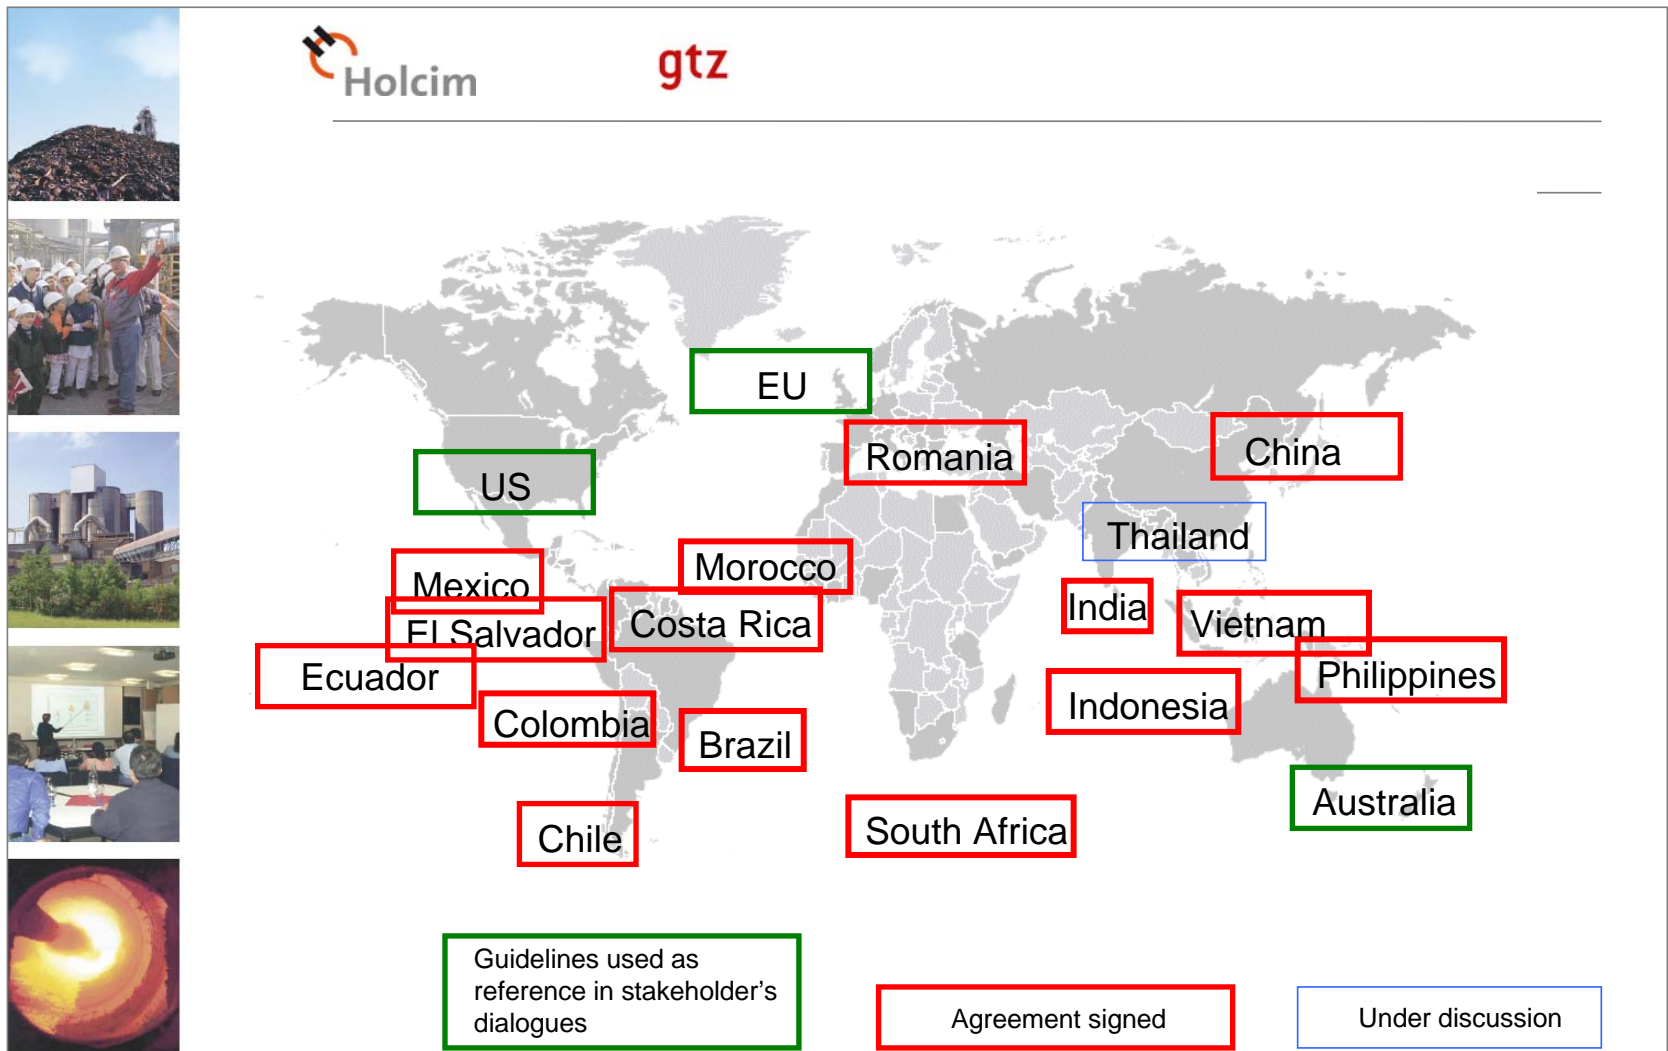 Holcim
gtz
EU
Romania
China
US
Thailand
Morocco
Mexico
India
Costa Rica
Vietnam
El Salvador
Ecuador
Philippines
Indonesia
Colombia
Brazil
Australia
South Africa
Chile
Guidelines used as
reference in stakeholder's
dialogues
Agreement signed
Under discussion